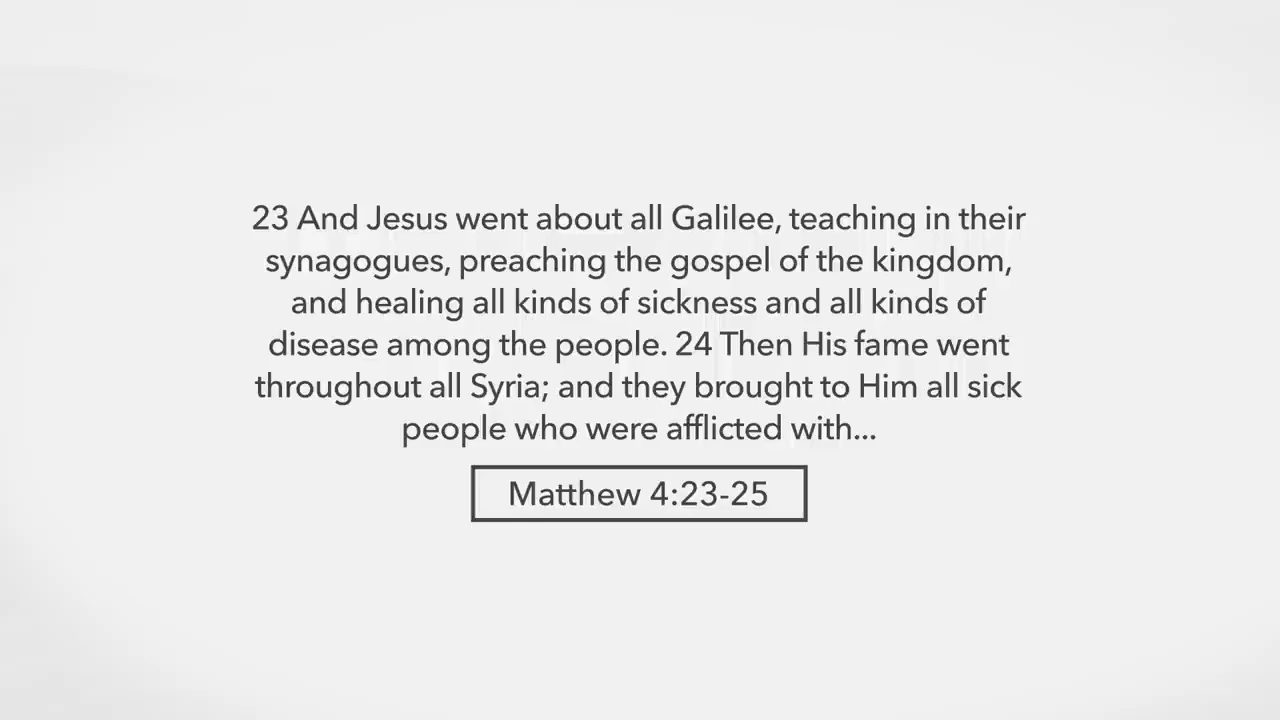 23 And Jesus went about all Galilee, teaching in their
synagogues, preaching the gospel of the kingdom,
and healing all kinds of sickness and all kinds of
disease among the people. 24 Then His fame went
throughout all Syria; and they brought to Him all sick
people who were afflicted with...
Matthew 4:23-25